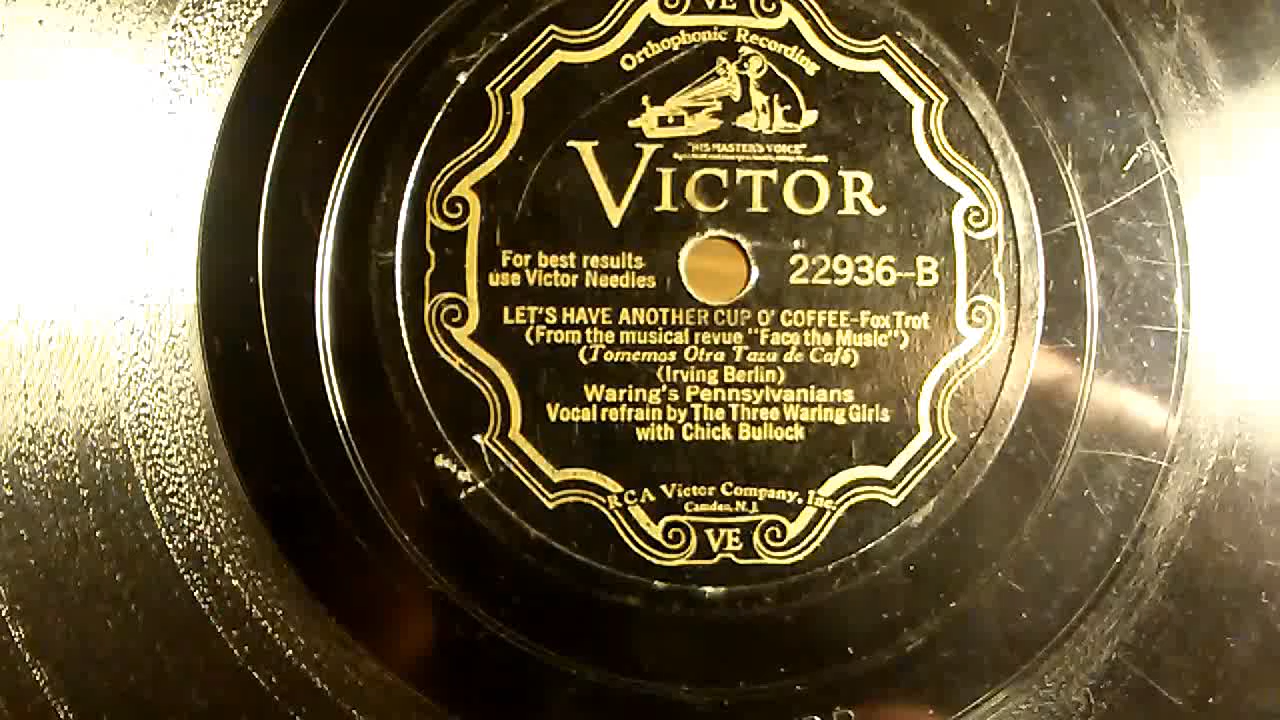 VE
Orthophonic Recording
"HIS MASTER'S VOICE"
VICTOR
For best results
use Victor Needles
22936-B
LET'S HAVE ANOTHER CUP O' COFFEE-Fox Trot
(From the musical revue "Face the Music")
(Tomemos Otra Taza de Café)
(Irving Berlin)
Waring's Pennsylvanians
Vocal refrain by The Three Waring Girls
with Chick Bullock
RCA Victor Company, Inc.
Camden, N.J.
VE